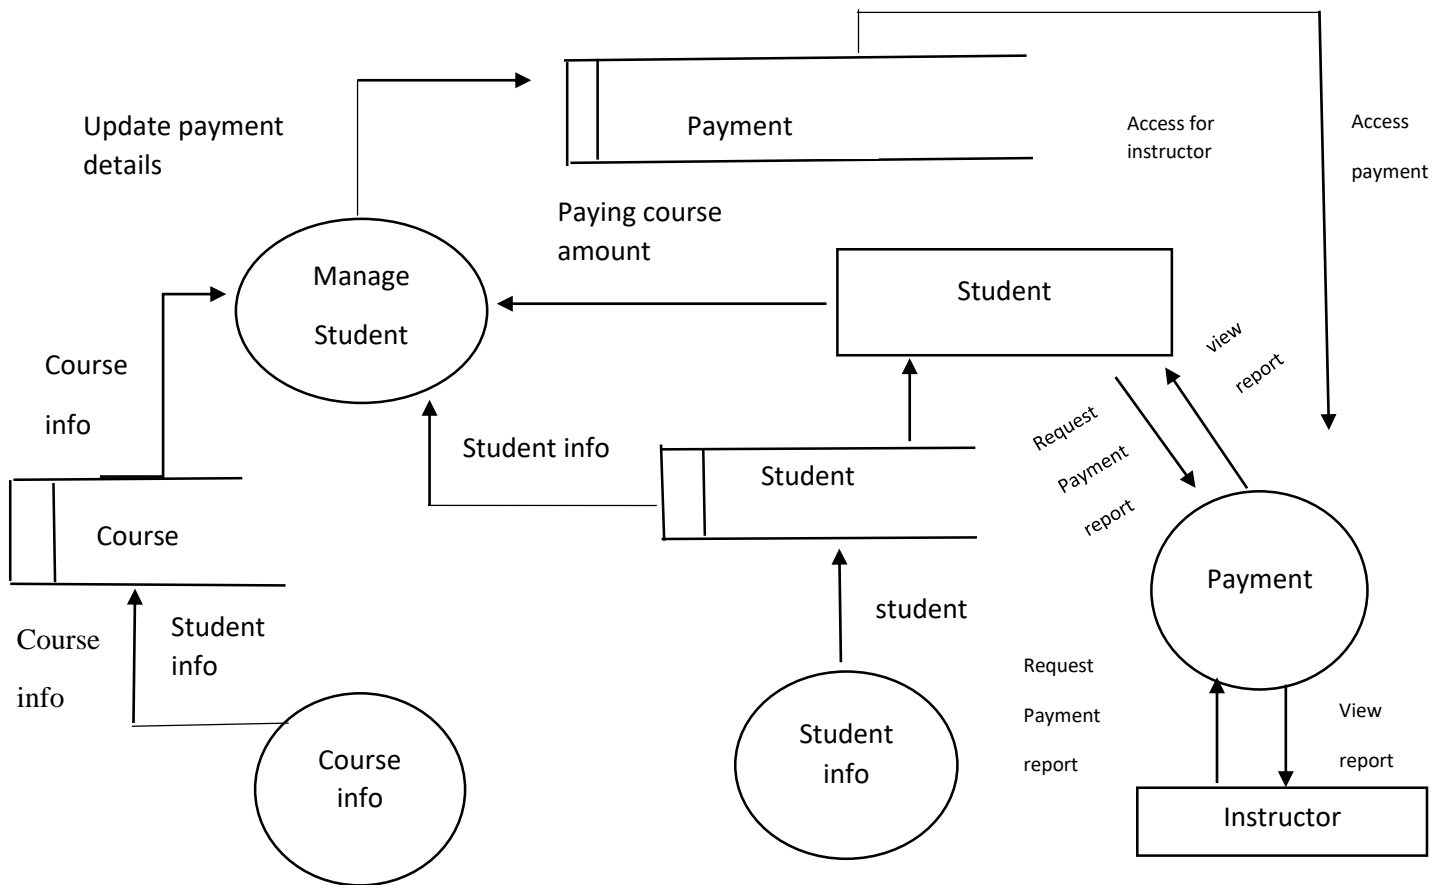 Update payment
details
Payment
Access for
instructor
Access
payment
Paying course
amount
Manage
Student
Student
view
report
Course
info
Request
Payment
report
Student info
Student
Course
Payment
Course
info
Student
info
student
Request
Payment
report
View
report
Course
info
Student
info
Instructor